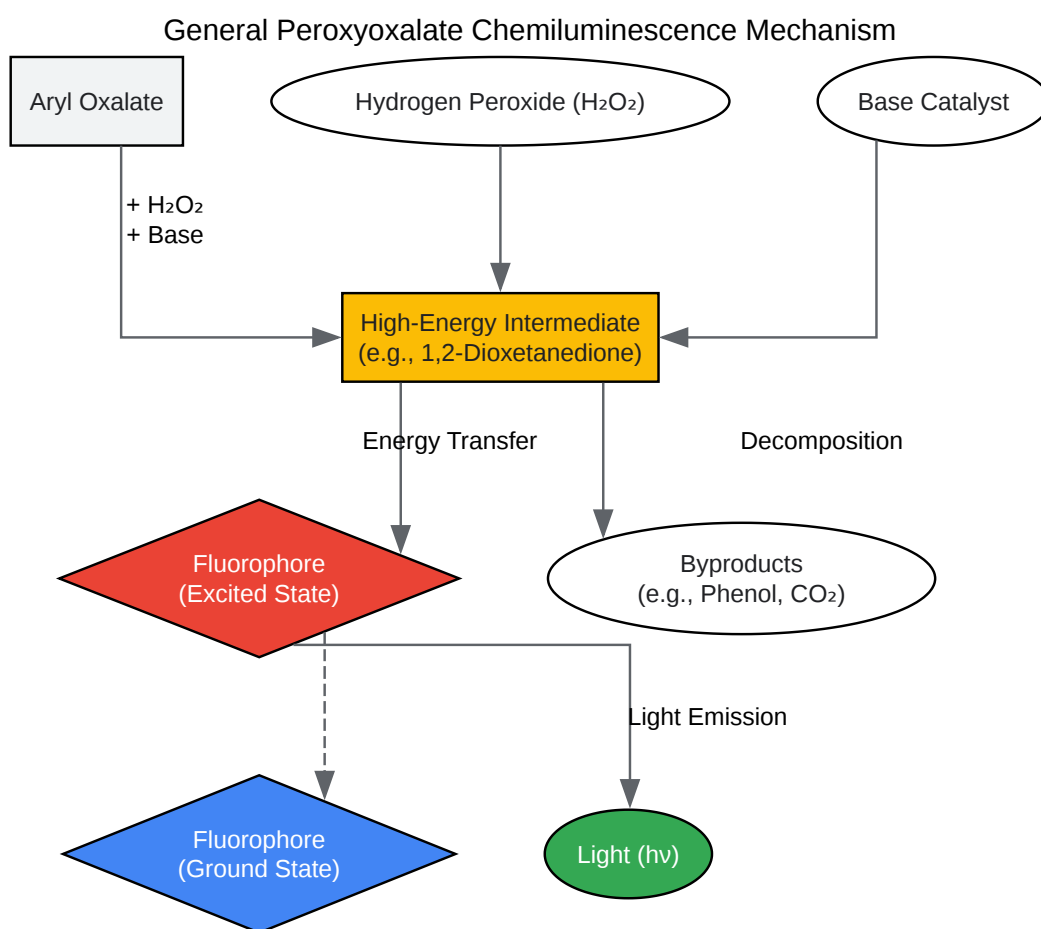 General Peroxyoxalate Chemiluminescence Mechanism
Aryl Oxalate
Hydrogen Peroxide (H₂O₂)
Base Catalyst
+ H₂O₂
+ Base
High-Energy Intermediate
(e.g., 1,2-Dioxetanedione)
Energy Transfer
Decomposition
Fluorophore
(Excited State)
Byproducts
(e.g., Phenol, CO₂)
Light Emission
Fluorophore
(Ground State)
Light (hν)